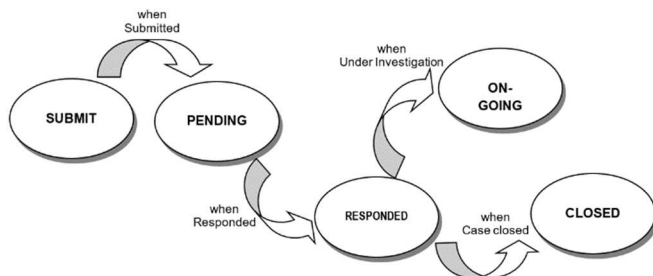 when
Submitted
SUBMIT
PENDING
when
Responded
RESPONDED
when
Under Investigation
ON-
GOING
when
Case closed
CLOSED